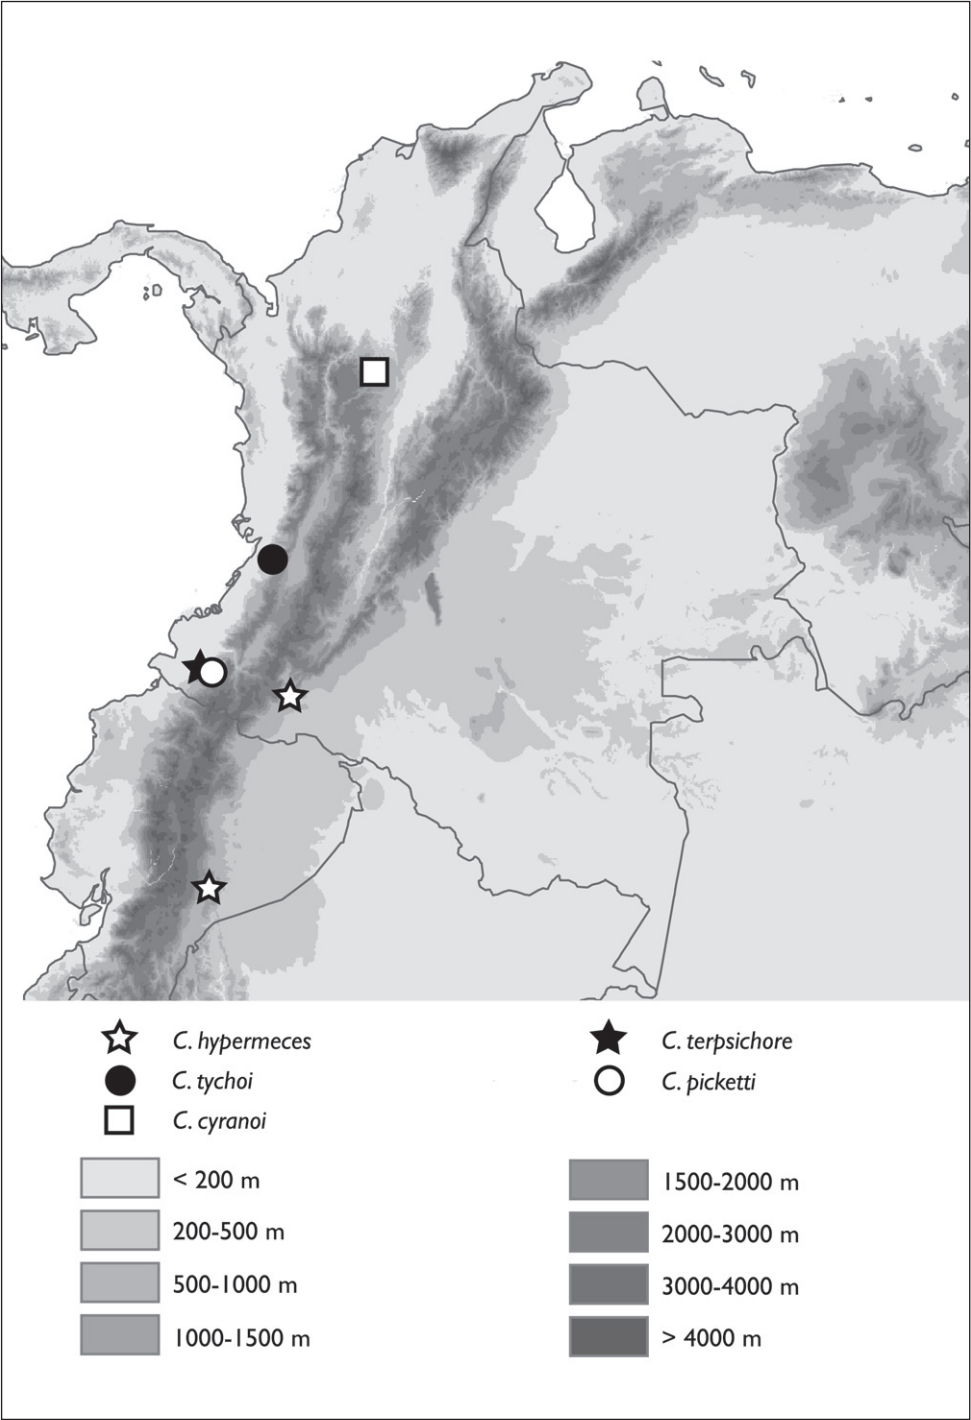 C. hypermeces
C. tychoi
C. cyranoi
C. terpsichore
C. picketti
< 200 m
200-500 m
500-1000 m
1000-1500 m
1500-2000 m
2000-3000 m
3000-4000 m
> 4000 m